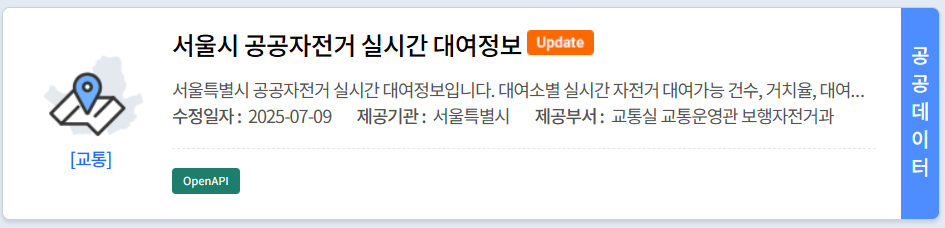 서울시 공공자전거 실시간 대여정보 Update
서울특별시 공공자전거 실시간 대여정보입니다. 대여소별 실시간 자전거 대여가능 건수, 거치율, 대여...
수정일자 : 2025-07-09 제공기관 : 서울특별시 제공부서 : 교통실 교통운영관 보행자전거과
[교통]
OpenAPI
공공데이터